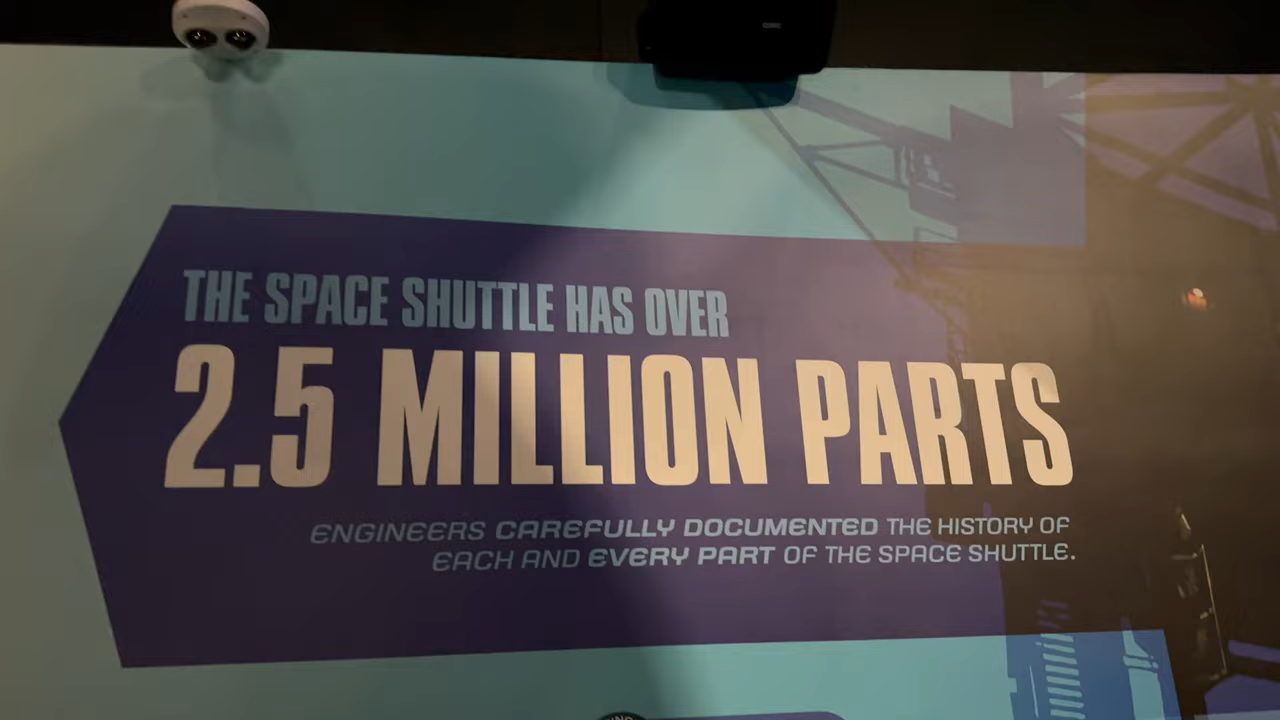 THE SPACE SHUTTLE HAS OVER
2.5 MILLION PARTS
ENGINEERS CAREFULLY DOCUMENTED THE HISTORY OF
EACH AND EVERY PART OF THE SPACE SHUTTLE.